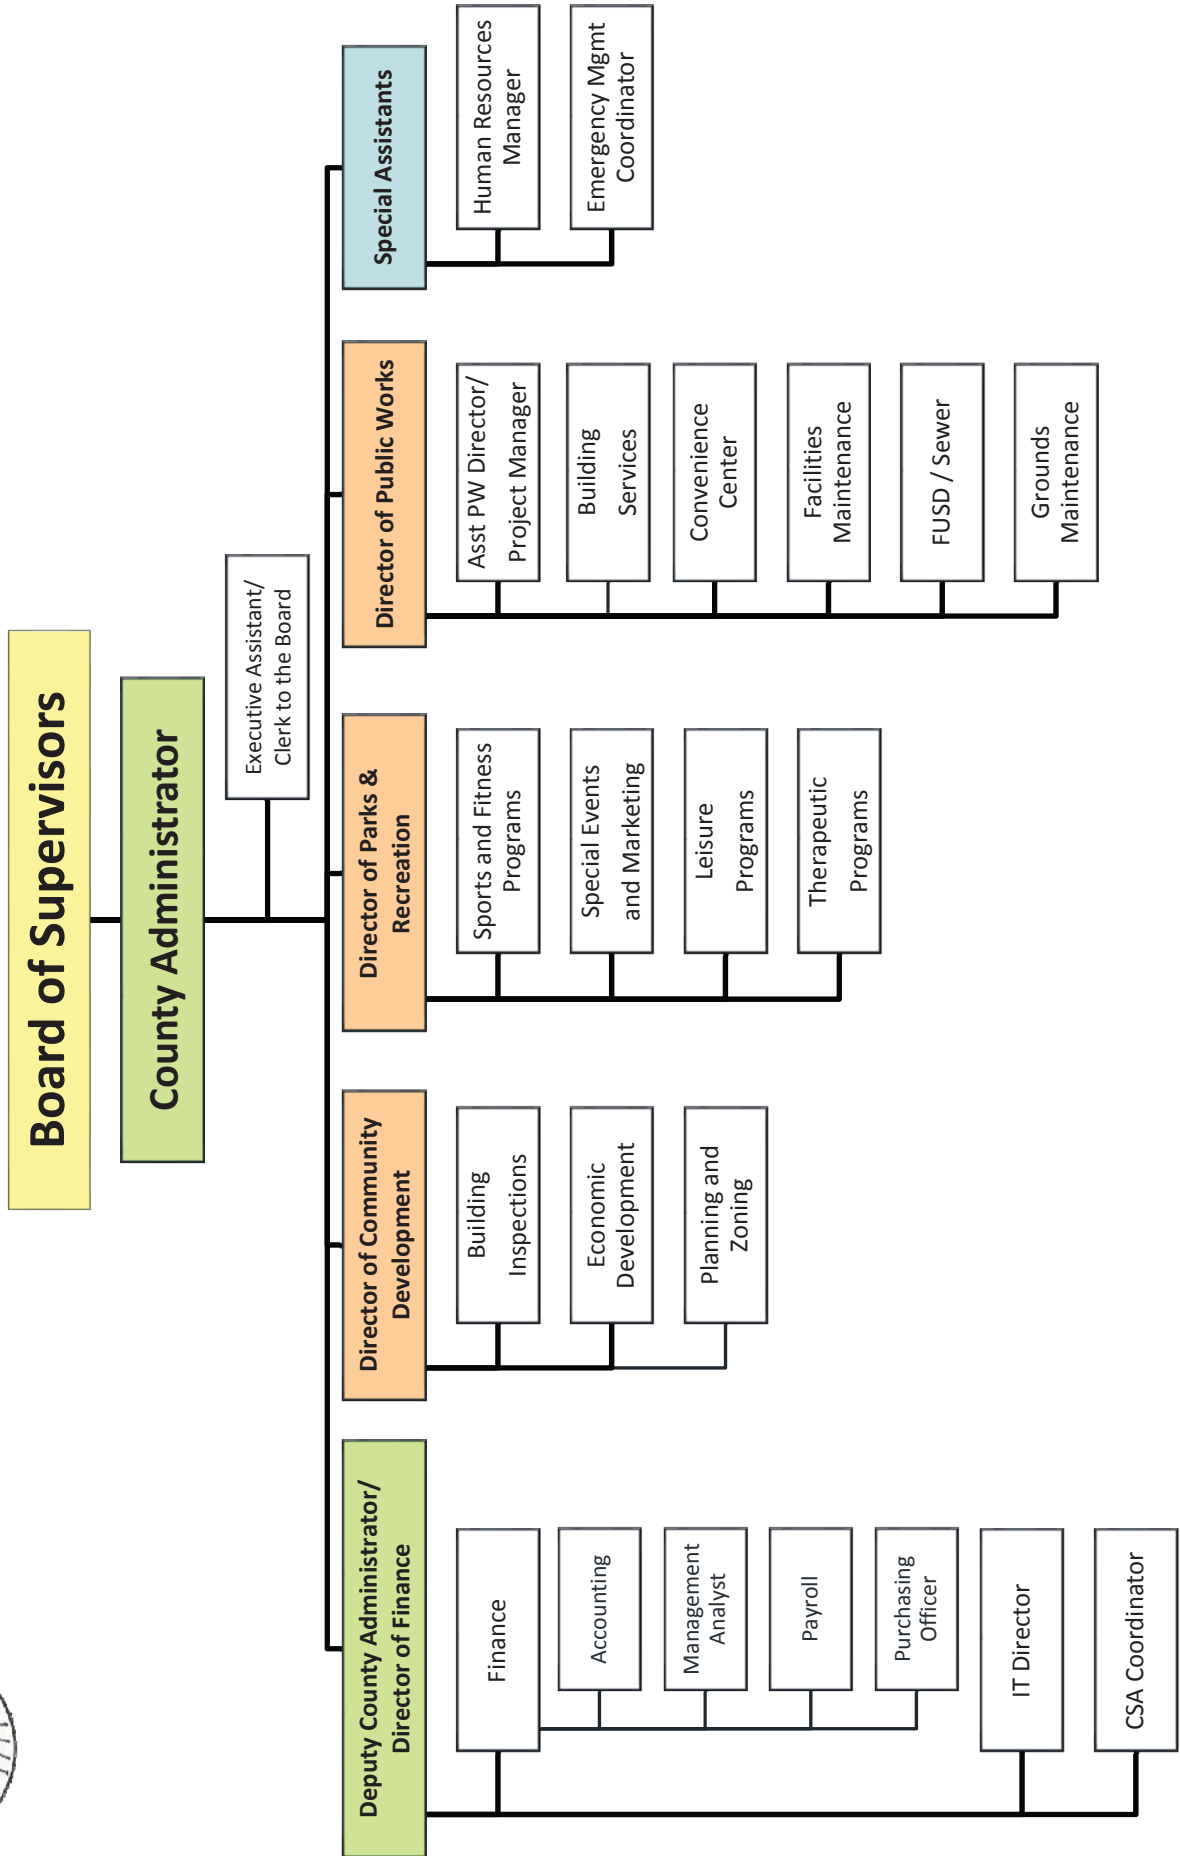 Board of Supervisors
County Administrator
Executive Assistant/
Clerk to the Board
Deputy County Administrator/
Director of Finance
Finance
Accounting
Management
Analyst
Payroll
Purchasing
Officer
IT Director
CSA Coordinator
Director of Community
Development
Building
Inspections
Economic
Development
Planning and
Zoning
Director of Parks &
Recreation
Sports and Fitness
Programs
Special Events
and Marketing
Leisure
Programs
Therapeutic
Programs
Director of Public Works
Asst PW Director/
Project Manager
Building
Services
Convenience
Center
Facilities
Maintenance
FUSD / Sewer
Grounds
Maintenance
Special Assistants
Human Resources
Manager
Emergency Mgmt
Coordinator